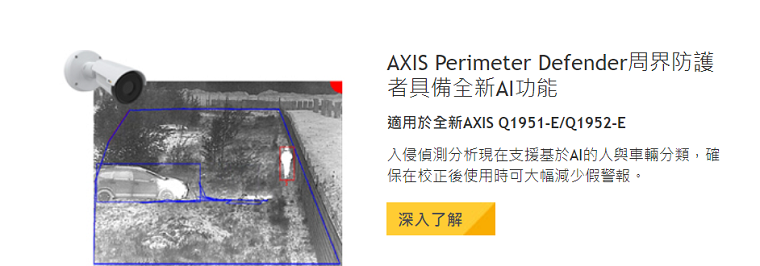 AXIS Perimeter Defender周界防護
者具備全新AI功能
適用於全新AXIS Q1951-E/Q1952-E
入侵偵測分析現在支援基於AI的人與車輛分類，確
保在校正後使用時可大幅減少假警報。
深入了解